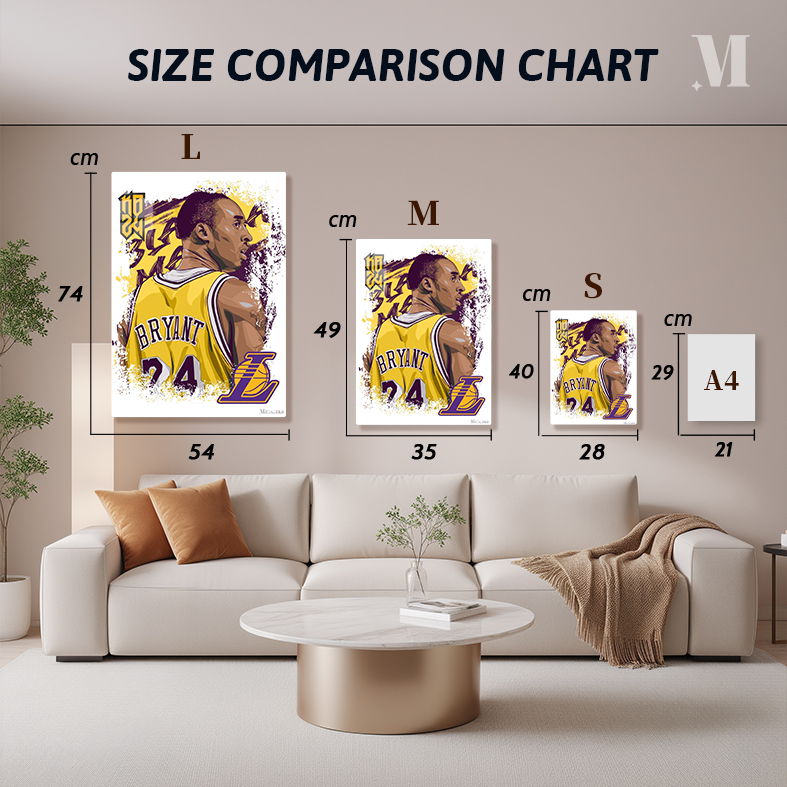 SIZE COMPARISON CHART
M
L
cm
74
54
BRYANT
24
L
M
cm
49
35
BRYANT
24
L
S
cm
40
28
BRYANT
24
L
cm
29
21
A4